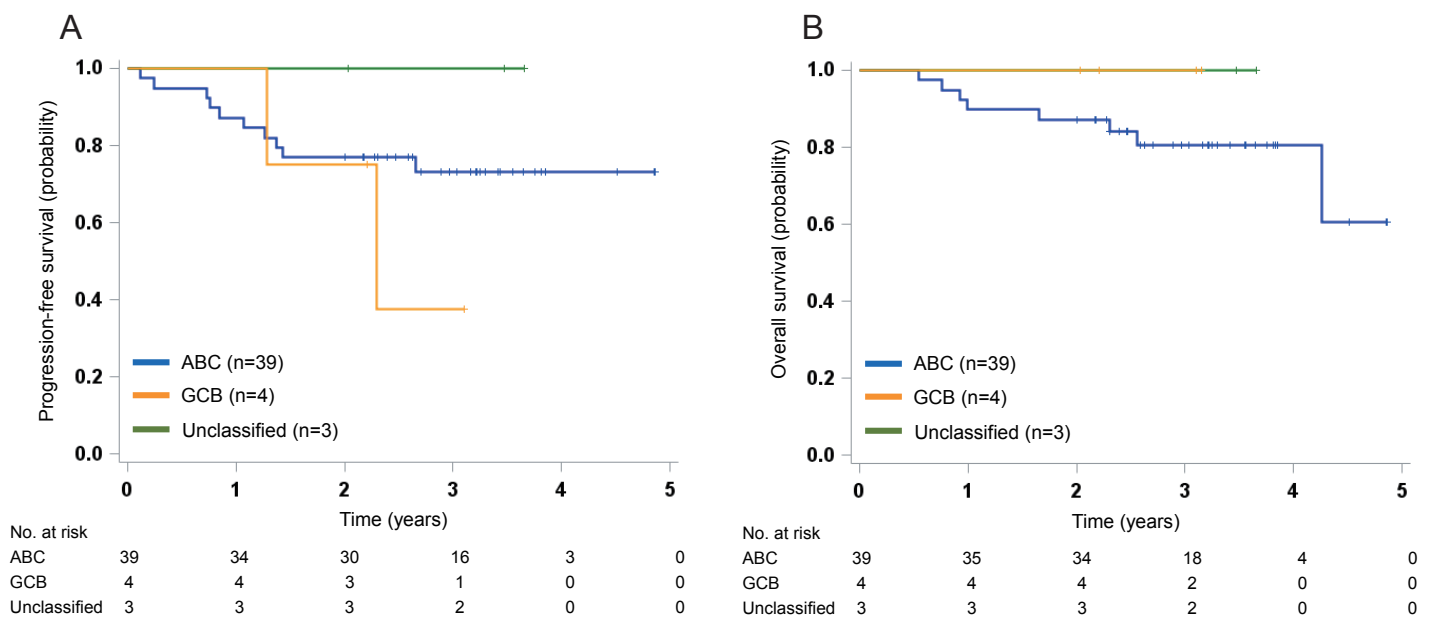 A
Progression-free survival (probability)
1.0
0.8
0.6
0.4
0.2
0.0
ABC (n=39)
GCB (n=4)
Unclassified (n=3)
0 1 2 3 4 5
Time (years)
No. at risk
ABC 39 34 30 16 3 0
GCB 4 4 3 1 0 0
Unclassified 3 3 3 2 0 0
B
Overall survival (probability)
1.0
0.8
0.6
0.4
0.2
0.0
ABC (n=39)
GCB (n=4)
Unclassified (n=3)
0 1 2 3 4 5
Time (years)
No. at risk
ABC 39 35 34 18 4 0
GCB 4 4 4 2 0 0
Unclassified 3 3 3 2 0 0